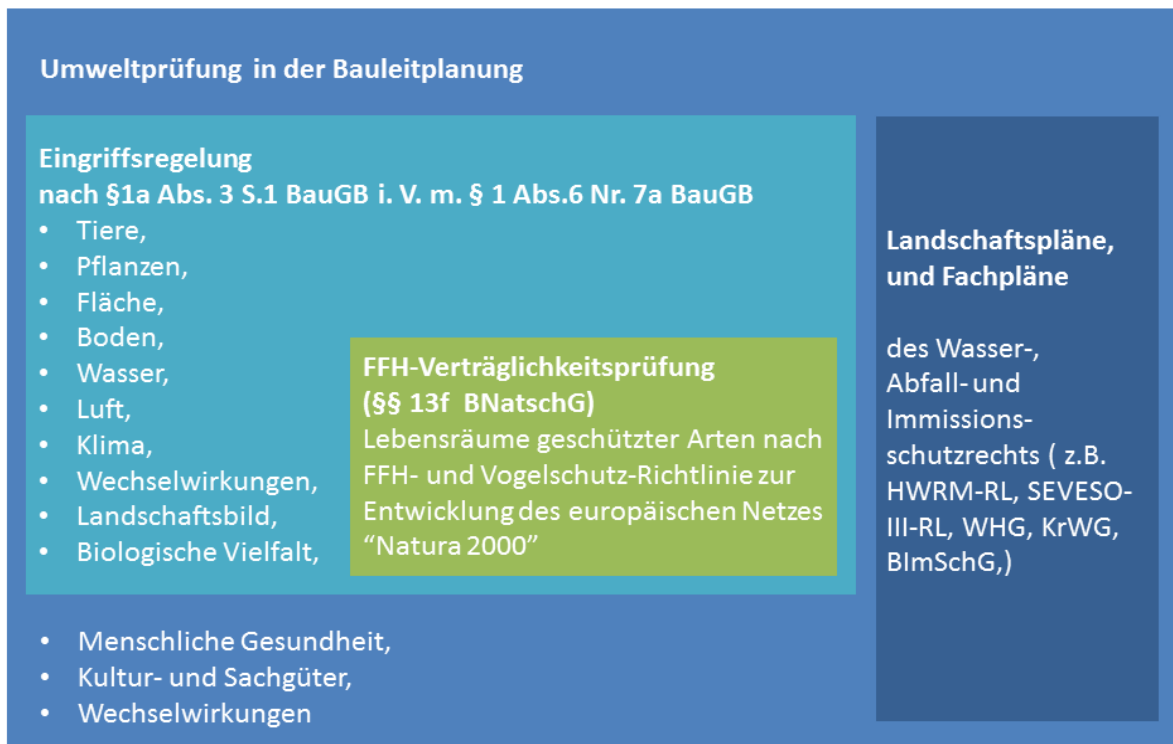 Umweltprüfung in der Bauleitplanung
Eingriffsregelung
nach §1a Abs. 3 S.1 BauGB i. V. m. § 1 Abs.6 Nr. 7a BauGB
• Tiere,
• Pflanzen,
• Fläche,
• Boden,
• Wasser,
• Luft,
• Klima,
• Wechselwirkungen,
• Landschaftsbild,
• Biologische Vielfalt,
FFH-Verträglichkeitsprüfung
(§§ 13f BNatschG)
Lebensräume geschützter Arten nach
FFH- und Vogelschutz-Richtlinie zur
Entwicklung des europäischen Netzes
“Natura 2000”
• Menschliche Gesundheit,
• Kultur- und Sachgüter,
• Wechselwirkungen
Landschaftspläne,
und Fachpläne
des Wasser-,
Abfall- und
Immissions-
schutzrechts ( z.B.
HWRM-RL, SEVESO-
III-RL, WHG, KrWG,
BImSchG,)